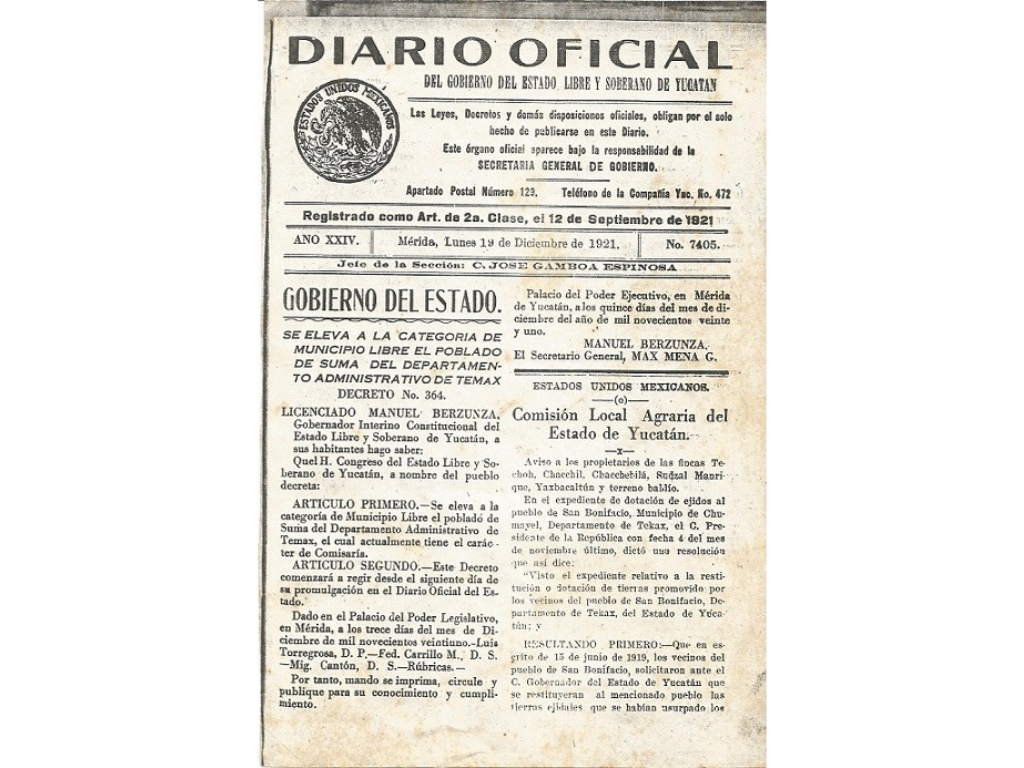 DIARIO OFICIAL
DEL GOBIERNO DEL ESTADO LIBRE Y SOBERANO DE YUCATAN
ESTADOS UNIDOS MEXICANOS
Las Leyes, Decretos y demás disposiciones oficiales, obligan por el solo
hecho de publicarse en este Diario.
Este órgano oficial aparece bajo la responsabilidad de la
SECRETARIA GENERAL DE GOBIERNO.
Apartado Postal Número 129. Teléfono de la Compañía Yuc. No. 472
Registrado como Art. de 2a. Clase, el 12 de Septiembre de 1921
AÑO XXIV. Mérida, Lunes 19 de Diciembre de 1921. No. 7405.
Jefe de la Sección: C. JOSE GAMBOA ESPINOSA
GOBIERNO DEL ESTADO.
SE ELEVA A LA CATEGORIA DE
MUNICIPIO LIBRE EL POBLADO
DE SUMA DEL DEPARTAMEN-
TO ADMINISTRATIVO DE TEMAX
DECRETO No. 364.
LICENCIADO MANUEL BERZUNZA,
Gobernador Interino Constitucional del
Estado Libre y Soberano de Yucatán, a
sus habitantes hago saber:
Quel H. Congreso del Estado Libre y So-
berano de Yucatán, a nombre del pueblo
decreta:
ARTICULO PRIMERO.—Se eleva a la
categoría de Municipio Libre el poblado de
Suma del Departamento Administrativo de
Temax, el cual actualmente tiene el carác-
ter de Comisaría.
ARTICULO SEGUNDO.—Este Decreto
comenzará a regir desde el siguiente día de
su promulgación en el Diario Oficial del Es-
tado.
Dado en el Palacio del Poder Legislativo,
en Mérida, a los trece días del mes de Di-
ciembre de mil novecientos veintiuno.-Luis
Torregrosa, D. P.—Fed. Carrillo M., D. S.
—Mig. Cantón, D. S.—Rúbricas.—
Por tanto, mando se imprima, circule y
publíque para su conocimiento y cumpli-
miento.
Palacio del Poder Ejecutivo, en Mérida
de Yucatán, a los quince días del mes de di-
ciembre del año de mil novecientos veinte
y uno.
MANUEL BERZUNZA.
El Secretario General, MAX MENA G.
ESTADOS UNIDOS MEXICANOS.
—(o)—
Comisión Local Agraria del
Estado de Yucatán.
—x—
Aviso a los propietarios de las fincas Te-
choh, Chacchil, Chacchebilá, Sudzal Manri-
que, Yaxbacaltún y terreno baldío.
En el expediente de dotación de ejidos al
pueblo de San Bonifacio, Municipio de Chu-
mayel, Departamento de Tekax, el C. Pre-
sidente de la República con fecha 4 del mes
de noviembre último, dictó una resolución
que así dice:
"Visto el expediente relativo a la resti-
tución o dotación de tierras promovido por
los vecinos del pueblo de San Bonifacio, De-
partamento de Tekax, del Estado de Yuca-
tán; y
RESULTANDO PRIMERO:—Que en es-
crito de 15 de junio de 1919, los vecinos del
pueblo de San Bonifacio, solicitaron ante el
C. Gobernador del Estado de Yucatán que
se restituyeran al mencionado pueblo las
tierras ejidales que se habían usurpado los